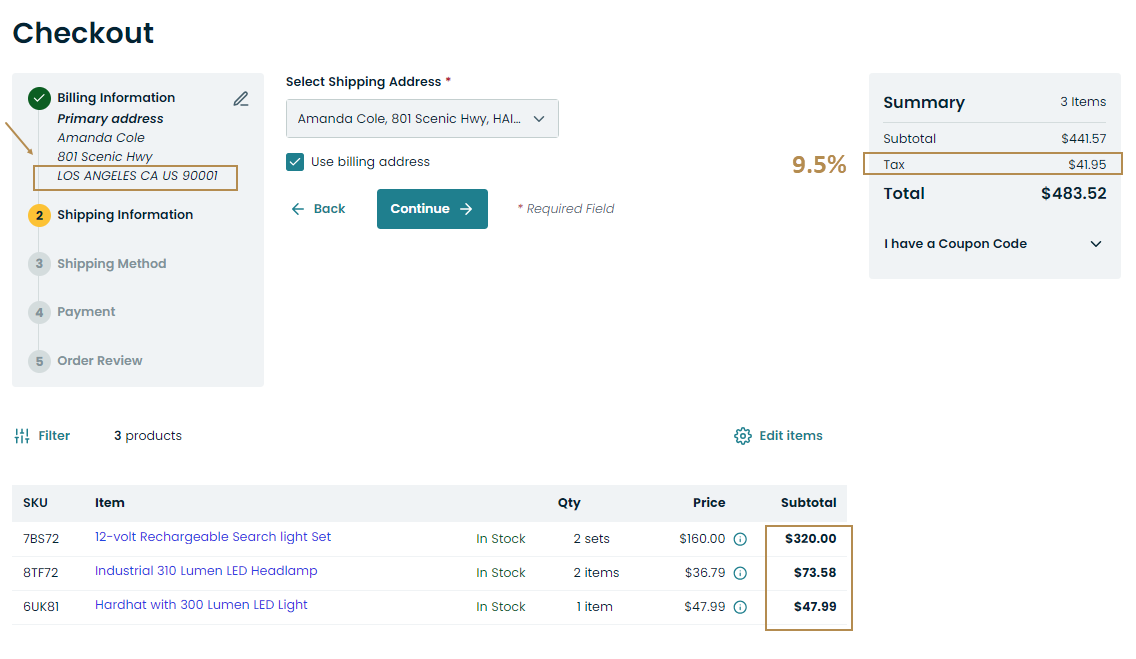 Checkout
Billing Information
Primary address
Amanda Cole
801 Scenic Hwy
LOS ANGELES CA US 90001
2 Shipping Information
3 Shipping Method
4 Payment
5 Order Review
Select Shipping Address *
Amanda Cole, 801 Scenic Hwy, HAI...
Use billing address
Back
Continue
* Required Field
9.5%
Summary 3 Items
Subtotal $441.57
Tax $41.95
Total $483.52
I have a Coupon Code
Filter 3 products Edit items
SKU Item Qty Price Subtotal
7BS72 12-volt Rechargeable Search light Set In Stock 2 sets $160.00 $320.00
8TF72 Industrial 310 Lumen LED Headlamp In Stock 2 items $36.79 $73.58
6UK81 Hardhat with 300 Lumen LED Light In Stock 1 item $47.99 $47.99